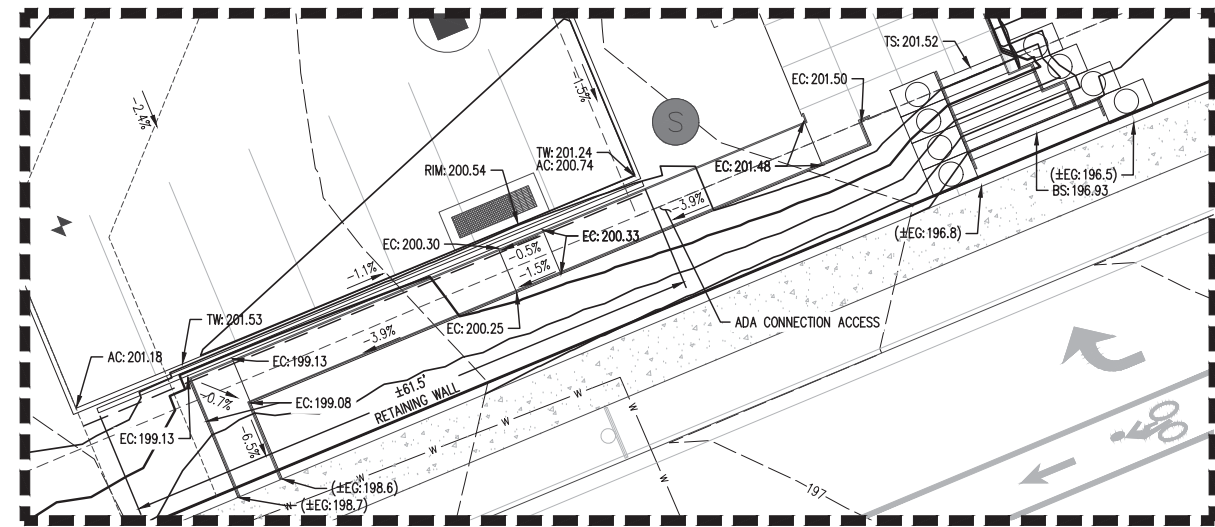 TS: 201.52
EC: 201.50
-1.5%
-2.4%
S
TW: 201.24
AC: 200.74
RIM: 200.54
EC: 201.48
(±EG: 196.5)
BS: 196.93
-3.9%
(±EG: 196.8)
EC: 200.30
EC: 200.33
-0.5%
-1.5%
-1.1%
TW: 201.53
EC: 200.25
ADA CONNECTION ACCESS
-3.9%
AC: 201.18
EC: 199.13
±61.5'
RETAINING WALL
-0.7%
EC: 199.08
EC: 199.13
-6.5%
W
W
W
W
W
W
W
(±EG: 198.6)
(±EG: 198.7)
197